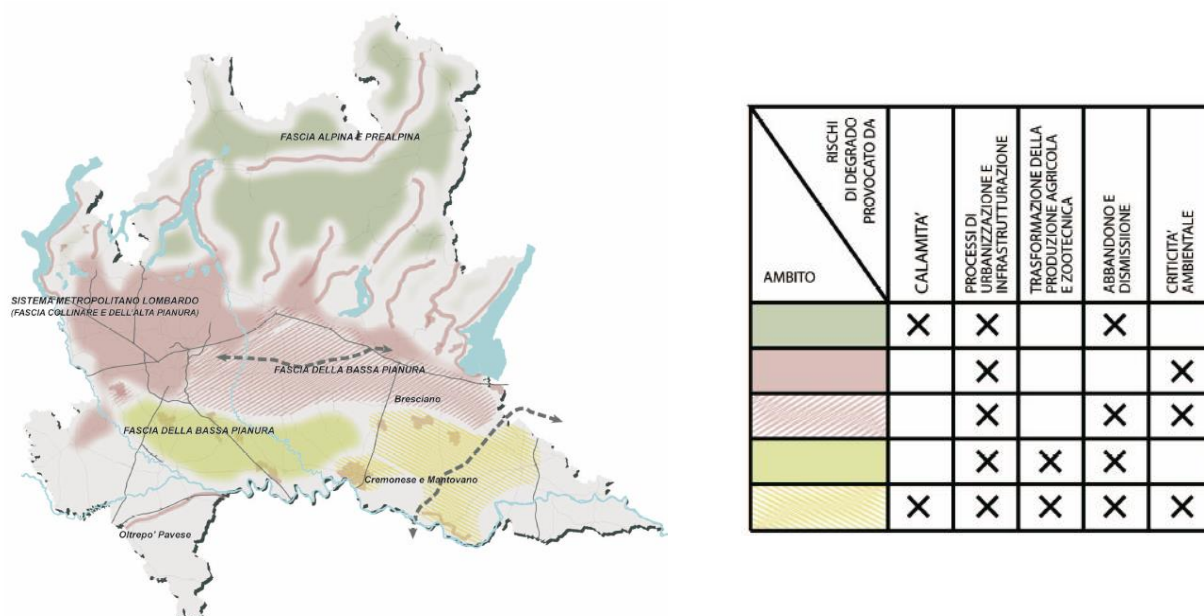 FASCIA ALPINA E PREALPINA
SISTEMA METROPOLITANO LOMBARDO
(FASCIA COLLINARE E DELL'ALTA PIANURA)
FASCIA DELLA BASSA PIANURA
Bresciano
FASCIA DELLA BASSA PIANURA
Cremonese e Mantovano
Oltrepo' Pavese
RISCHI
DI DEGRADO
PROVOCATO DA
AMBITO
CALAMITA'
PROCESSI DI
URBANIZZAZIONE E
INFRASTRUTTURAZIONE
TRASFORMAZIONE DELLA
PRODUZIONE AGRICOLA
E ZOOTECNICA
ABBANDONO E
DISMISSIIONE
CRITICITA'
AMBIENTALE
X X X
X X
X X X
X X X
X X X X X